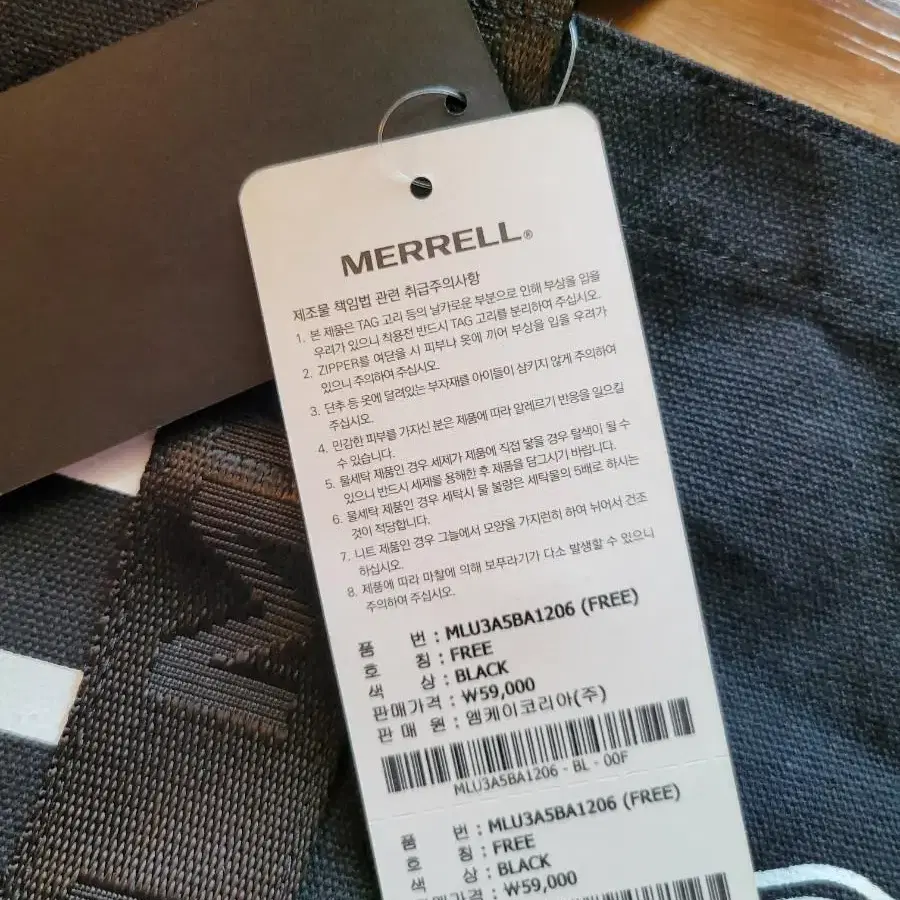 MERRELL®
제조물 책임법 관련 취급주의사항
1. 본 제품은 TAG 고리 등의 날카로운 부분으로 인해 부상을 입을
우려가 있으니 착용전 반드시 TAG 고리를 분리하여 주십시오.
2. ZIPPER를 여닫을 시 피부나 옷에 끼어 부상을 입을 우려가
있으니 주의하여 주십시오.
3. 단추 등 옷에 달려있는 부자재를 아이들이 삼키지 않게 주의하여
주십시오.
4. 민감한 피부를 가지신 분은 제품에 따라 알레르기 반응을 일으킬
수 있습니다.
5. 물세탁 제품인 경우 세제가 제품에 직접 닿을 경우 탈색이 될 수
있으니 반드시 세제를 용해한 후 제품을 담그시기 바랍니다.
6. 물세탁 제품인 경우 세탁시 물 불량은 세탁물의 5배로 하시는
것이 적당합니다.
7. 니트 제품인 경우 그늘에서 모양을 가지런히 하여 뉘어서 건조
하십시오.
8. 제품에 따라 마찰에 의해 보푸라기가 다소 발생할 수 있으니
주의하여 주십시오.
품 번 : MLU3A5BA1206 (FREE)
호 칭 : FREE
색 상 : BLACK
판매가격 : ₩59,000
판 매 원 : 엠케이코리아(주)
MLU3A5BA1206 - BL - 00F
품 번 : MLU3A5BA1206 (FREE)
호 칭 : FREE
색 상 : BLACK
판매가격 : ₩59,000